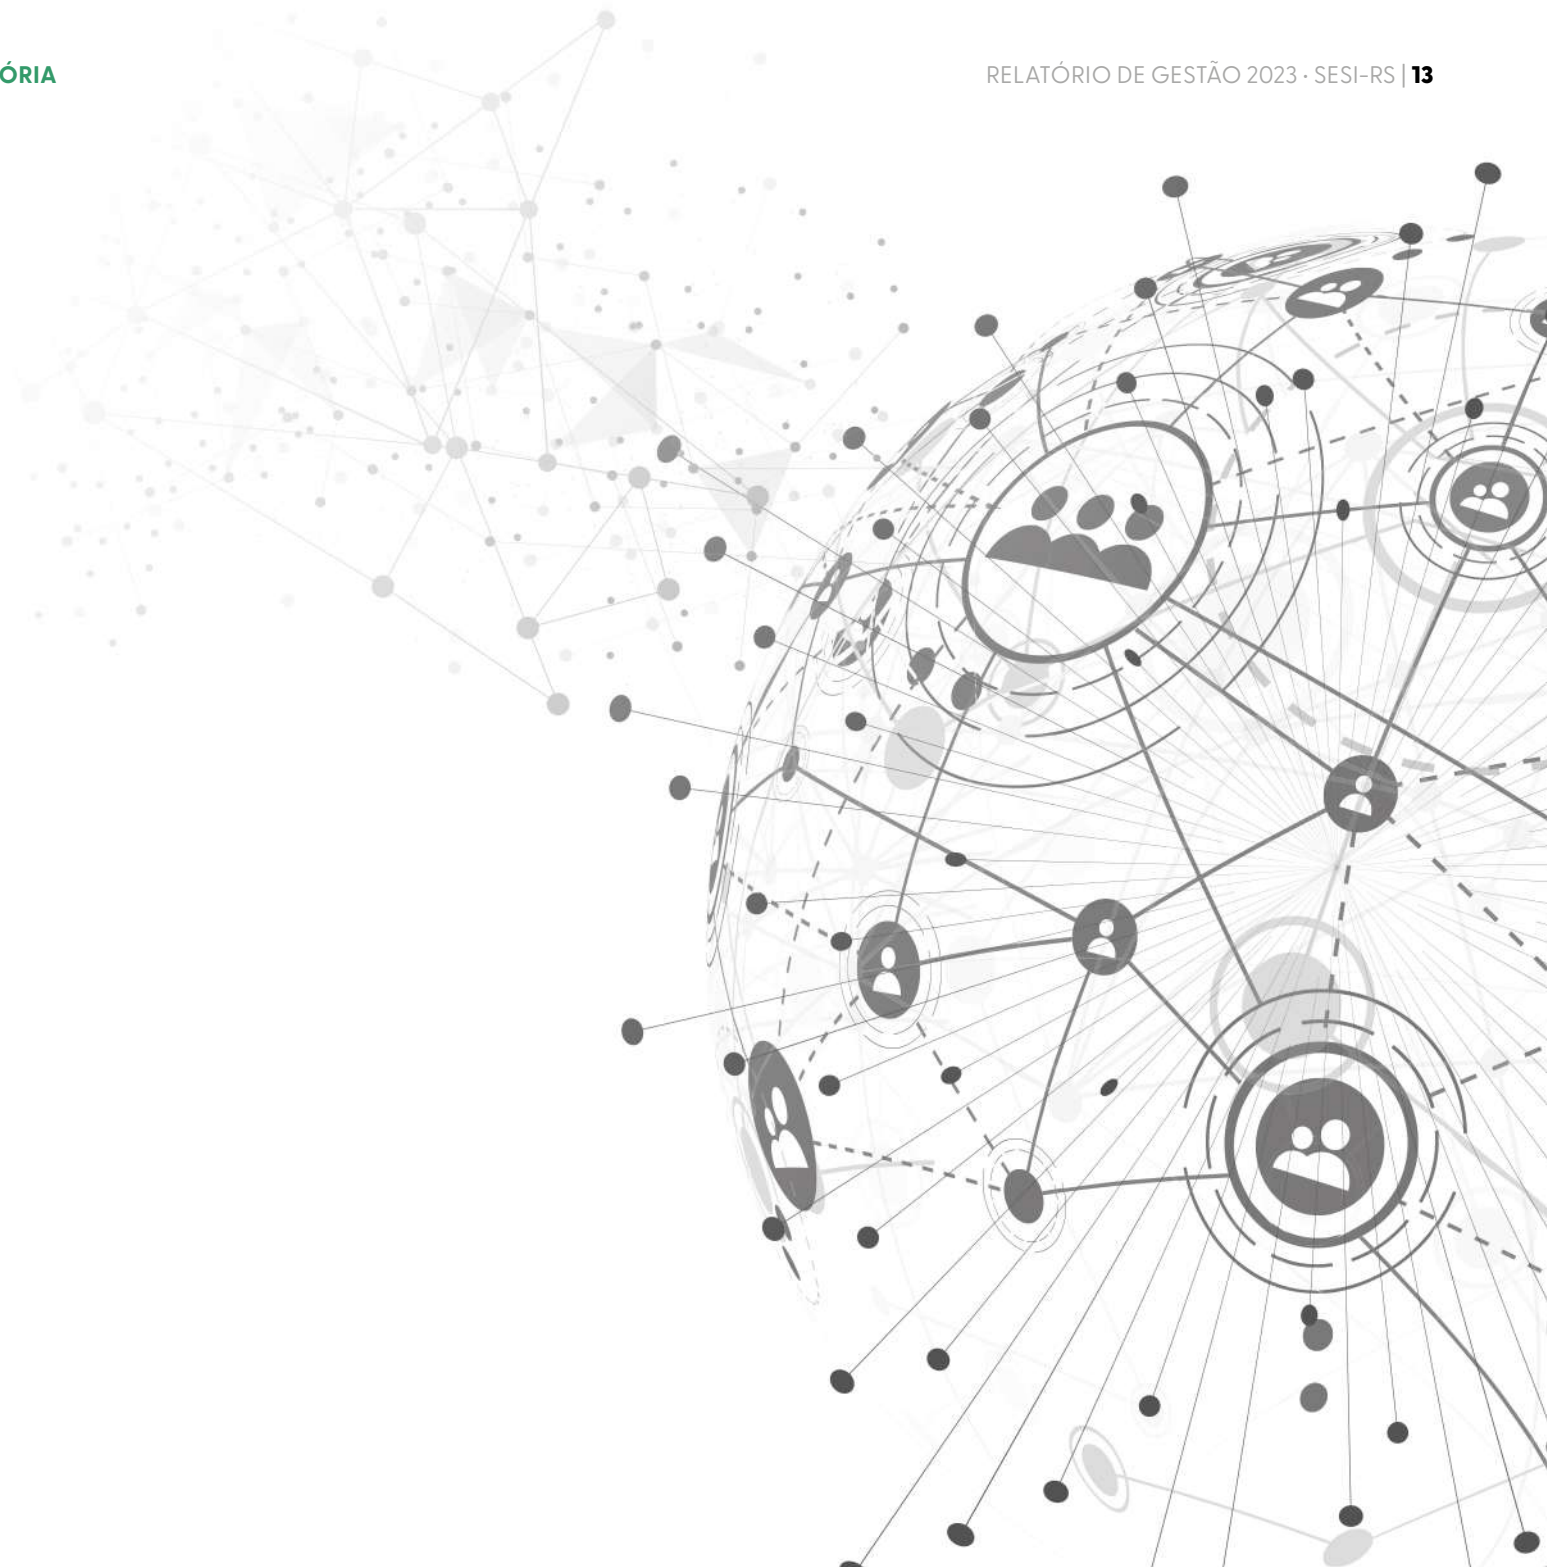 ÓRIA
RELATÓRIO DE GESTÃO 2023 · SESI-RS | 13